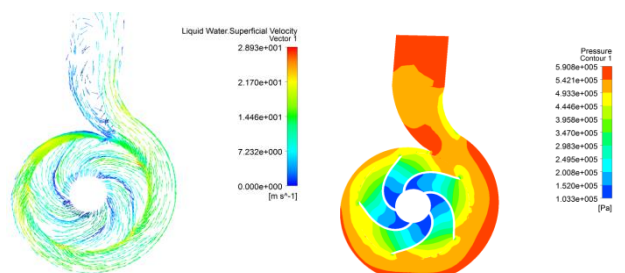 Liquid Water.Superficial Velocity
Vector 1
2.893e+001
2.170e+001
1.446e+001
7.232e+000
0.000e+000
[m s^-1]
Pressure
Contour 1
5.908e+005
5.421e+005
4.933e+005
4.446e+005
3.958e+005
3.470e+005
2.983e+005
2.495e+005
2.008e+005
1.520e+005
1.033e+005
[Pa]